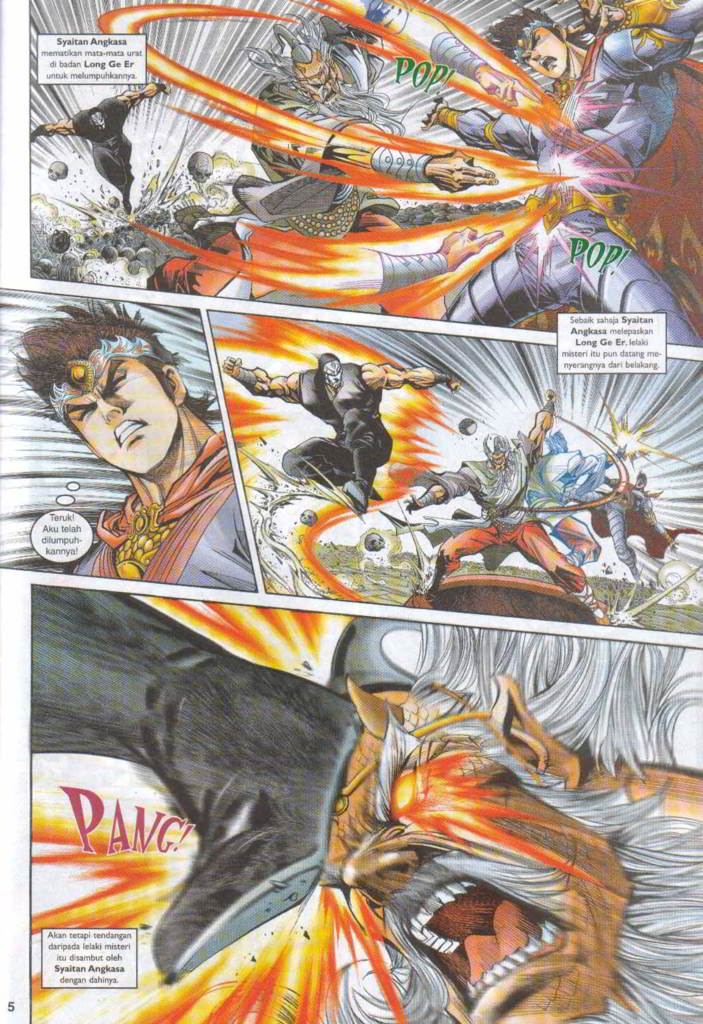 Syaitan Angkasa
mematikan mata-mata urat
di badan Long Ge Er
untuk melumpuhkannya.
POP!
POP!
Teruk!
Aku telah
dilumpuh-
kannya!
Sebaik sahaja Syaitan
Angkasa melepaskan
Long Ge Er, lelaki
misteri itu pun datang me-
nyerangnya dari belakang.
PANG!
Akan tetapi tendangan
daripada lelaki misteri
itu disambut oleh
Syaitan Angkasa
dengan dahinya.
5